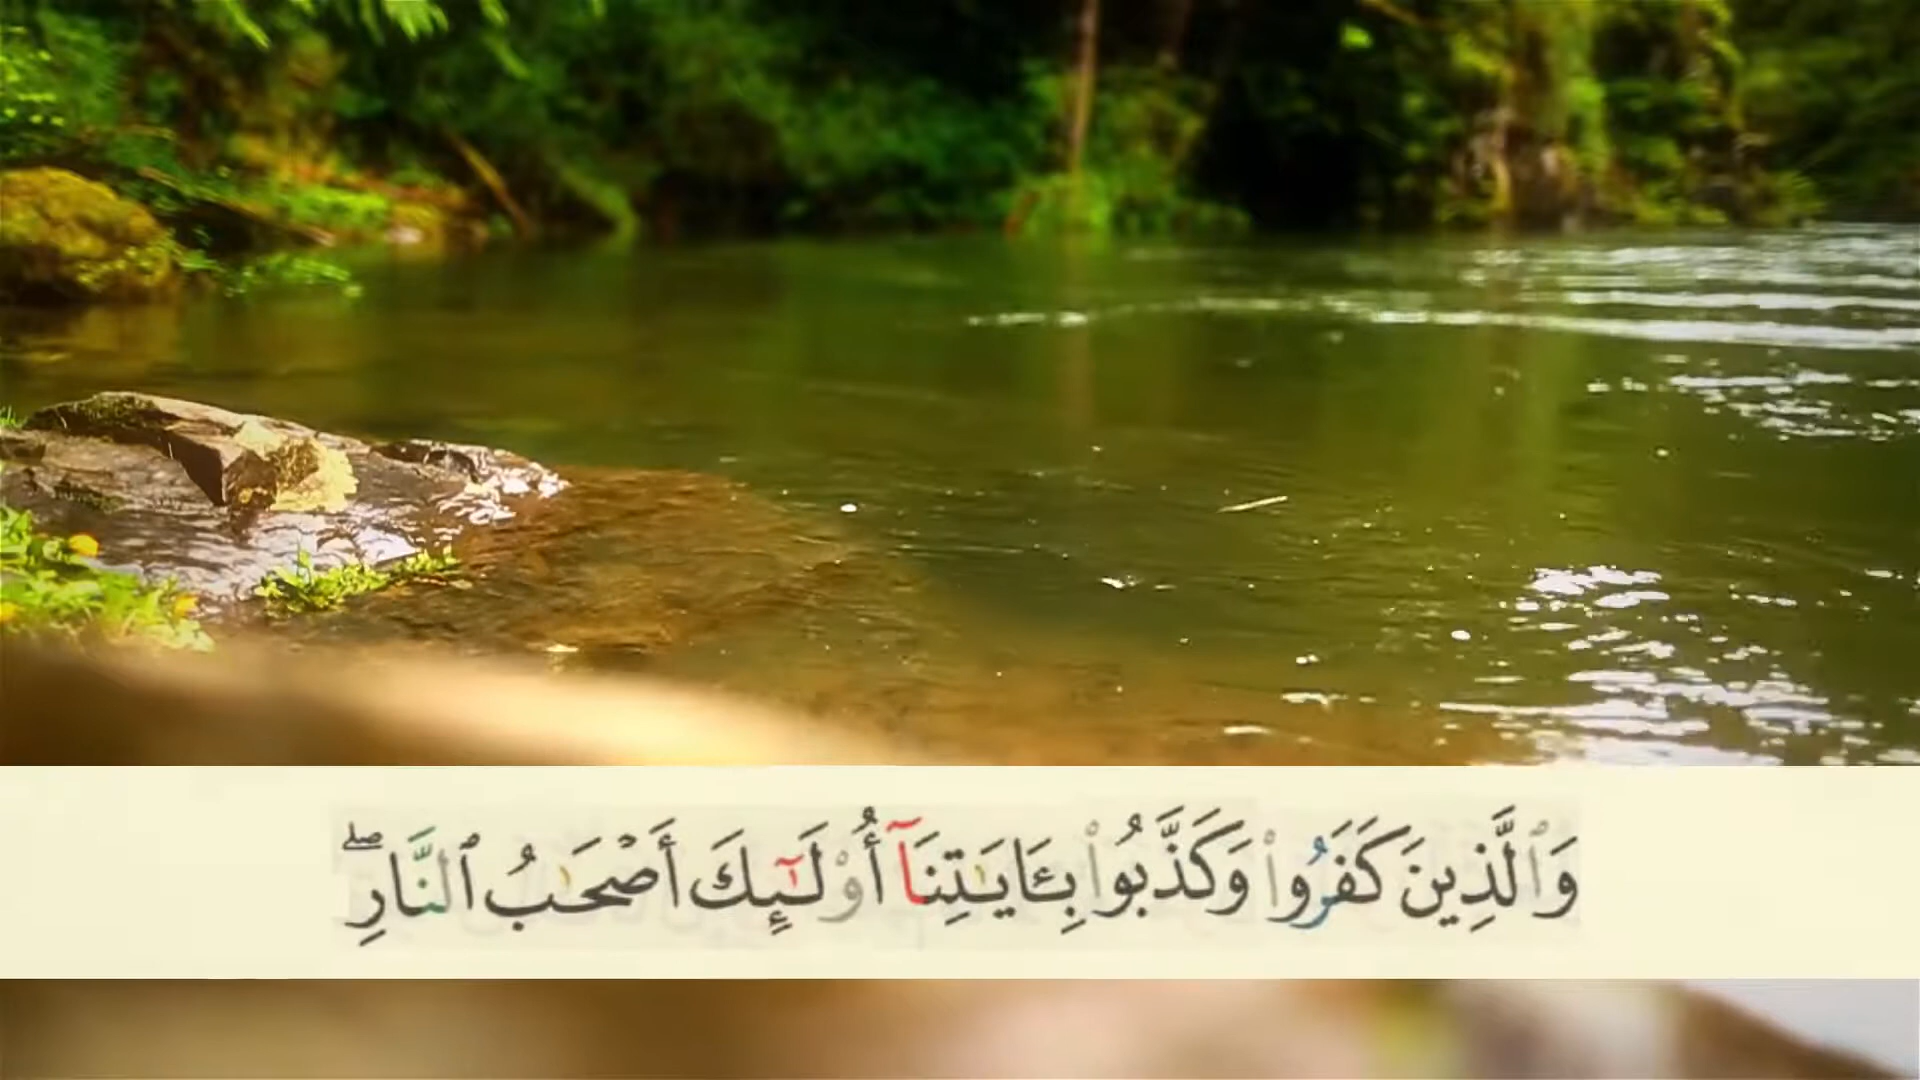 وَٱلَّذِينَ كَفَرُوا۟ وَكَذَّبُوا۟ بِـَٔايَـٰتِنَآ أُو۟لَـٰٓئِكَ أَصْحَـٰبُ ٱلنَّارِ ۖ